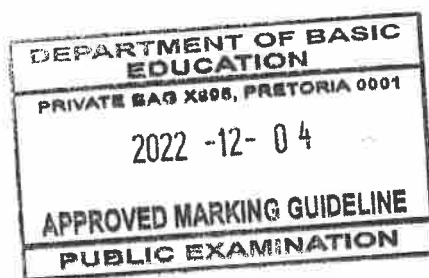 DEPARTMENT OF BASIC
EDUCATION
PRIVATE BAG X895, PRETORIA 0001
2022 -12- 04
APPROVED MARKING GUIDELINE
PUBLIC EXAMINATION